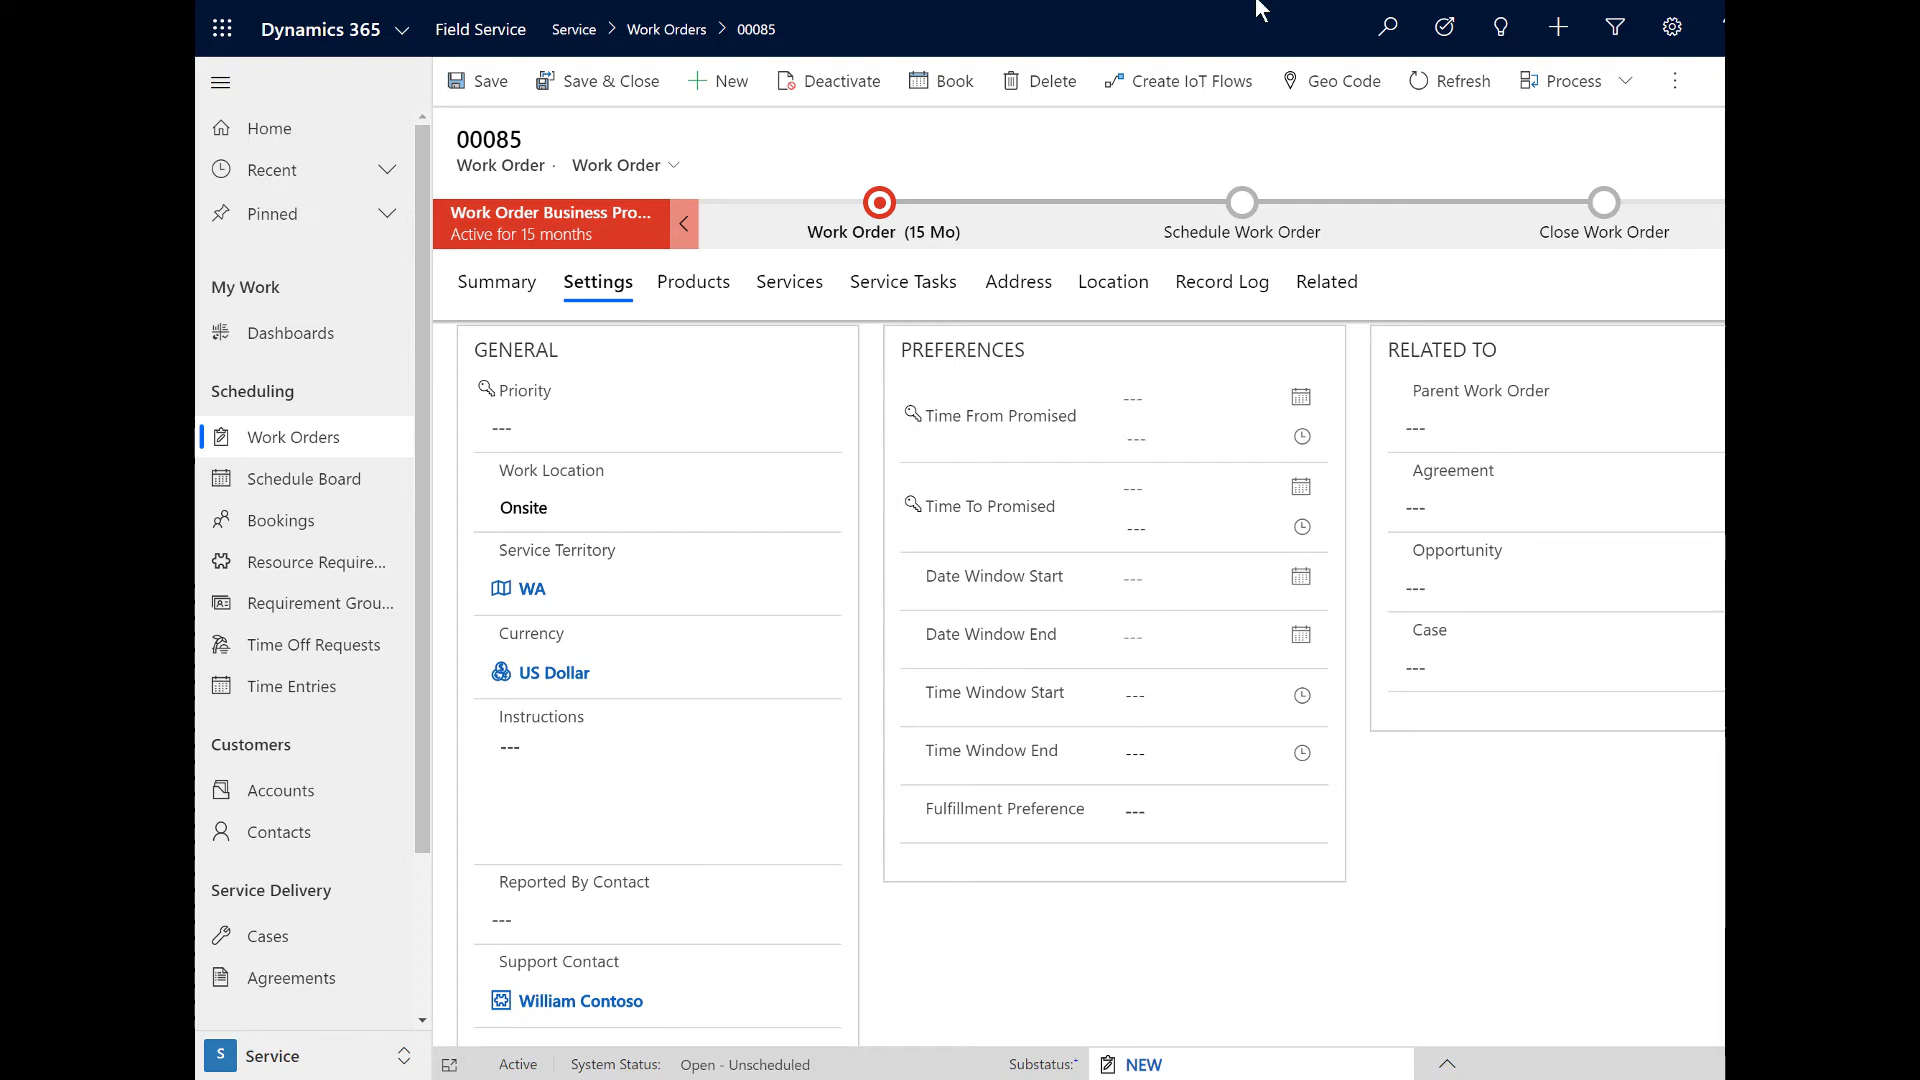 Dynamics 365 Field Service Service Work Orders 00085
Save Save & Close New Deactivate Book Delete Create IoT Flows Geo Code Refresh Process
Home
Recent
Pinned
My Work
Dashboards
Scheduling
Work Orders
Schedule Board
Bookings
Resource Require...
Requirement Grou...
Time Off Requests
Time Entries
Customers
Accounts
Contacts
Service Delivery
Cases
Agreements
S Service
00085
Work Order · Work Order
Work Order Business Pro...
Active for 15 months
Work Order (15 Mo)
Schedule Work Order
Close Work Order
Summary Settings Products Services Service Tasks Address Location Record Log Related
GENERAL
Priority
---
Work Location
Onsite
Service Territory
WA
Currency
US Dollar
Instructions
---
Reported By Contact
---
Support Contact
William Contoso
PREFERENCES
Time From Promised ---
---
Time To Promised ---
---
Date Window Start ---
Date Window End ---
Time Window Start ---
Time Window End ---
Fulfillment Preference ---
RELATED TO
Parent Work Order
---
Agreement
---
Opportunity
---
Case
---
Active System Status: Open - Unscheduled Substatus:* NEW